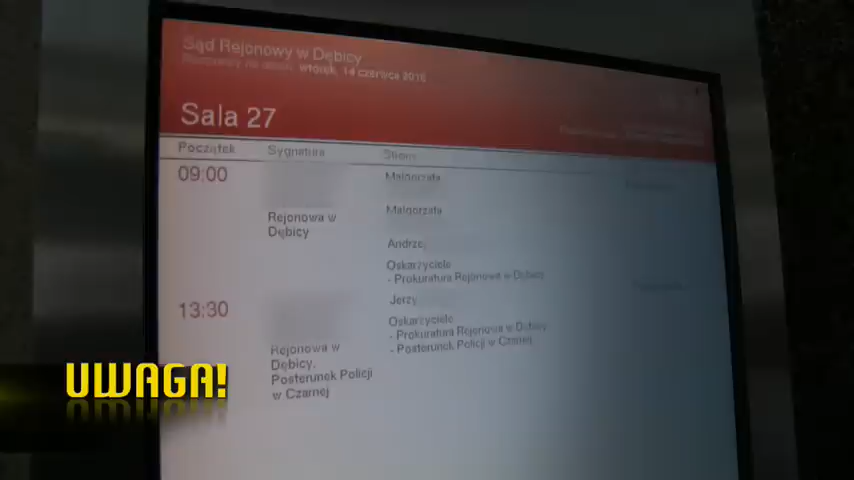 Sąd Rejonowy w Dębicy
wtorek, 14 czerwca 2016
Sala 27
Początek Sygnatura Strony
09:00 Małgorzata
Rejonowa w Małgorzata
Dębicy
Andrzej
Oskarżyciele
- Prokuratura Rejonowa w Dębicy
13:30 Jerzy
Oskarżyciele
- Prokuratura Rejonowa w Dębicy
Rejonowa w - Posterunek Policji w Czarnej
Dębicy,
Posterunek Policji
w Czarnej
UWAGA!